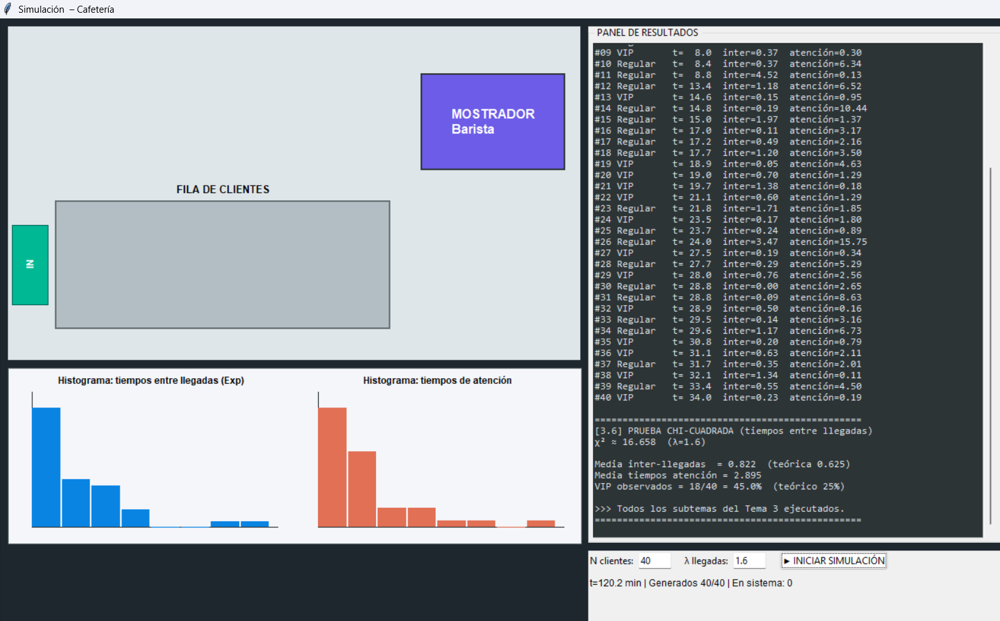 Simulación – Cafetería
MOSTRADOR
Barista
FILA DE CLIENTES
IN
Histograma: tiempos entre llegadas (Exp)
Histograma: tiempos de atención
PANEL DE RESULTADOS
#09 VIP t= 8.0 inter=0.37 atención=0.30
#10 Regular t= 8.4 inter=0.37 atención=6.34
#11 Regular t= 8.8 inter=4.52 atención=0.13
#12 Regular t= 13.4 inter=1.18 atención=6.52
#13 VIP t= 14.6 inter=0.15 atención=0.95
#14 Regular t= 14.8 inter=0.19 atención=10.44
#15 Regular t= 15.0 inter=1.97 atención=1.37
#16 Regular t= 17.0 inter=0.11 atención=3.17
#17 Regular t= 17.2 inter=0.49 atención=2.16
#18 Regular t= 17.7 inter=1.20 atención=3.50
#19 VIP t= 18.9 inter=0.05 atención=4.63
#20 VIP t= 19.0 inter=0.70 atención=1.29
#21 VIP t= 19.7 inter=1.38 atención=0.18
#22 VIP t= 21.1 inter=0.60 atención=1.29
#23 Regular t= 21.8 inter=1.71 atención=1.85
#24 VIP t= 23.5 inter=0.17 atención=1.80
#25 Regular t= 23.7 inter=0.24 atención=0.89
#26 Regular t= 24.0 inter=3.47 atención=15.75
#27 VIP t= 27.5 inter=0.19 atención=0.34
#28 Regular t= 27.7 inter=0.29 atención=5.29
#29 VIP t= 28.0 inter=0.76 atención=2.56
#30 Regular t= 28.8 inter=0.00 atención=2.65
#31 Regular t= 28.8 inter=0.09 atención=8.63
#32 VIP t= 28.9 inter=0.50 atención=0.16
#33 Regular t= 29.5 inter=0.14 atención=3.16
#34 Regular t= 29.6 inter=1.17 atención=6.73
#35 VIP t= 30.8 inter=0.20 atención=0.79
#36 VIP t= 31.1 inter=0.63 atención=2.11
#37 Regular t= 31.7 inter=0.35 atención=2.01
#38 VIP t= 32.1 inter=1.34 atención=0.11
#39 Regular t= 33.4 inter=0.55 atención=4.50
#40 VIP t= 34.0 inter=0.23 atención=0.19
================================================
[3.6] PRUEBA CHI-CUADRADA (tiempos entre llegadas)
χ² ≈ 16.658 (λ=1.6)
Media inter-llegadas = 0.822 (teórica 0.625)
Media tiempos atención = 2.895
VIP observados = 18/40 = 45.0% (teórico 25%)
>>> Todos los subtemas del Tema 3 ejecutados.
================================================
N clientes: 40 λ llegadas: 1.6 ► INICIAR SIMULACIÓN
t=120.2 min | Generados 40/40 | En sistema: 0